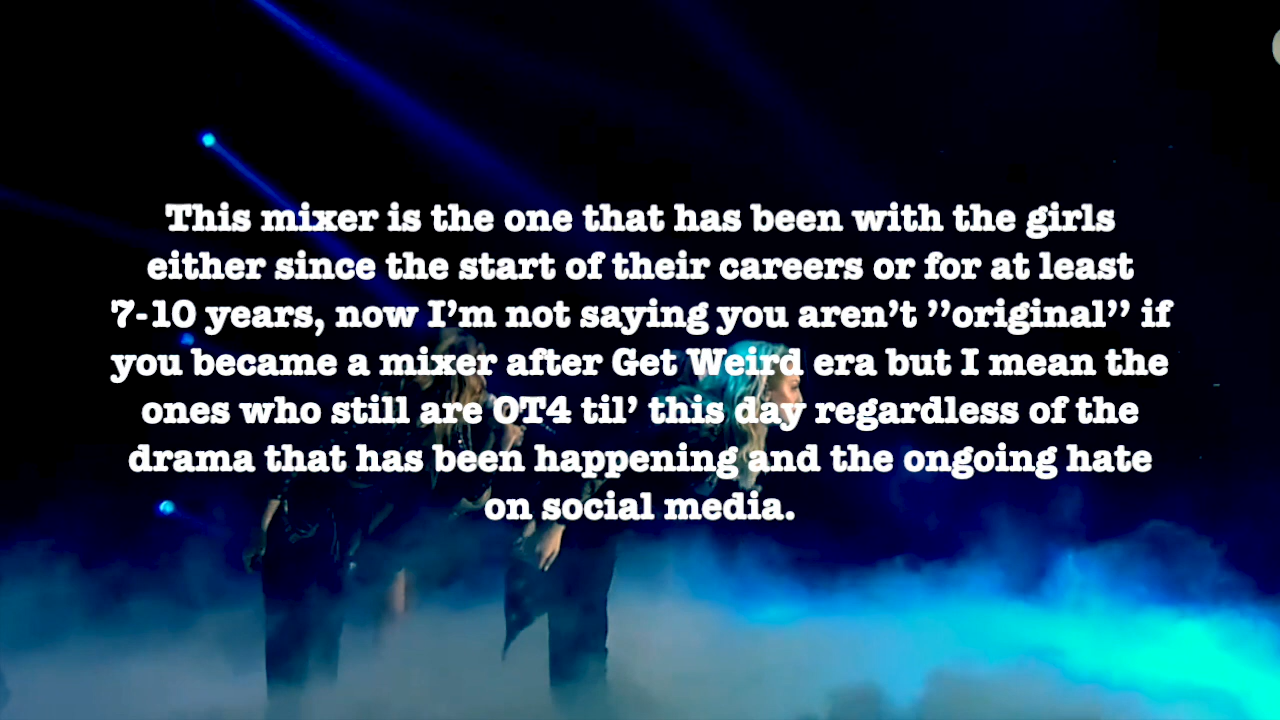 This mixer is the one that has been with the girls
either since the start of their careers or for at least
7-10 years, now I’m not saying you aren’t ”original” if
you became a mixer after Get Weird era but I mean the
ones who still are OT4 til’ this day regardless of the
drama that has been happening and the ongoing hate
on social media.